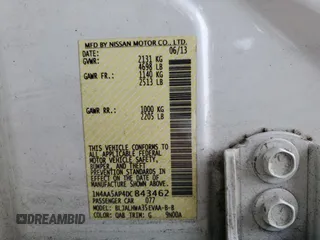 MFD BY NISSAN MOTOR CO., LTD.
DATE: 06/13
GVWR: 2131 KG
4698 LB
GAWR FR: 1140 KG
2513 LB
GAWR RR: 1000 KG
2205 LB
THIS VEHICLE CONFORMS TO ALL
APPLICABLE FEDERAL MOTOR
VEHICLE SAFETY,
BUMPER, AND THEFT
PREVENTION STANDARDS
IN EFFECT ON THE DATE OF
MANUFACTURE SHOWN ABOVE.
1N4AA5AP4DC843462
PASSENGER CAR 077
MODEL: BLJALHWA35EVAA-B-B
COLOR: QAB TRIM: G